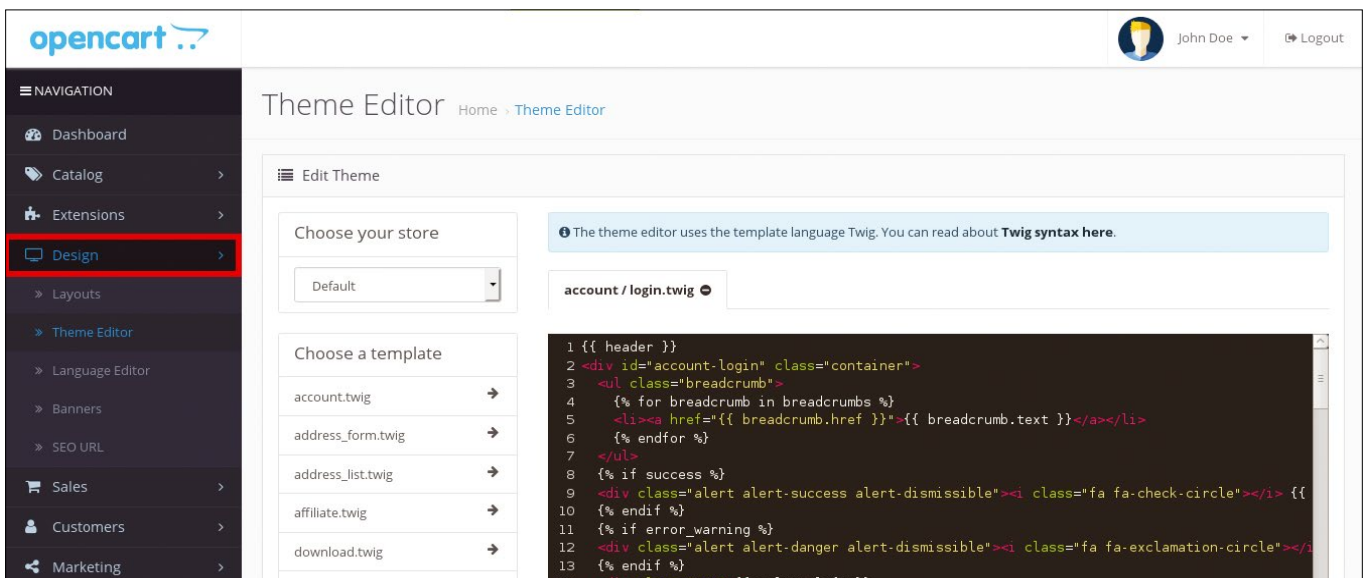 opencart
John Doe
Logout
NAVIGATION
Theme Editor
Home › Theme Editor
Dashboard
Catalog
Extensions
Design
Layouts
Theme Editor
Language Editor
Banners
SEO URL
Sales
Customers
Marketing
Edit Theme
Choose your store
Default
Choose a template
account.twig
address_form.twig
address_list.twig
affiliate.twig
download.twig
The theme editor uses the template language Twig. You can read about Twig syntax here.
account / login.twig
1 {{ header }}
2 <div id="account-login" class="container">
3 <ul class="breadcrumb">
4 {% for breadcrumb in breadcrumbs %}
5 <li><a href="{{ breadcrumb.href }}">{{ breadcrumb.text }}</a></li>
6 {% endfor %}
7 </ul>
8 {% if success %}
9 <div class="alert alert-success alert-dismissible"><i class="fa fa-check-circle"></i> {{
10 {% endif %}
11 {% if error_warning %}
12 <div class="alert alert-danger alert-dismissible"><i class="fa fa-exclamation-circle"></i
13 {% endif %}